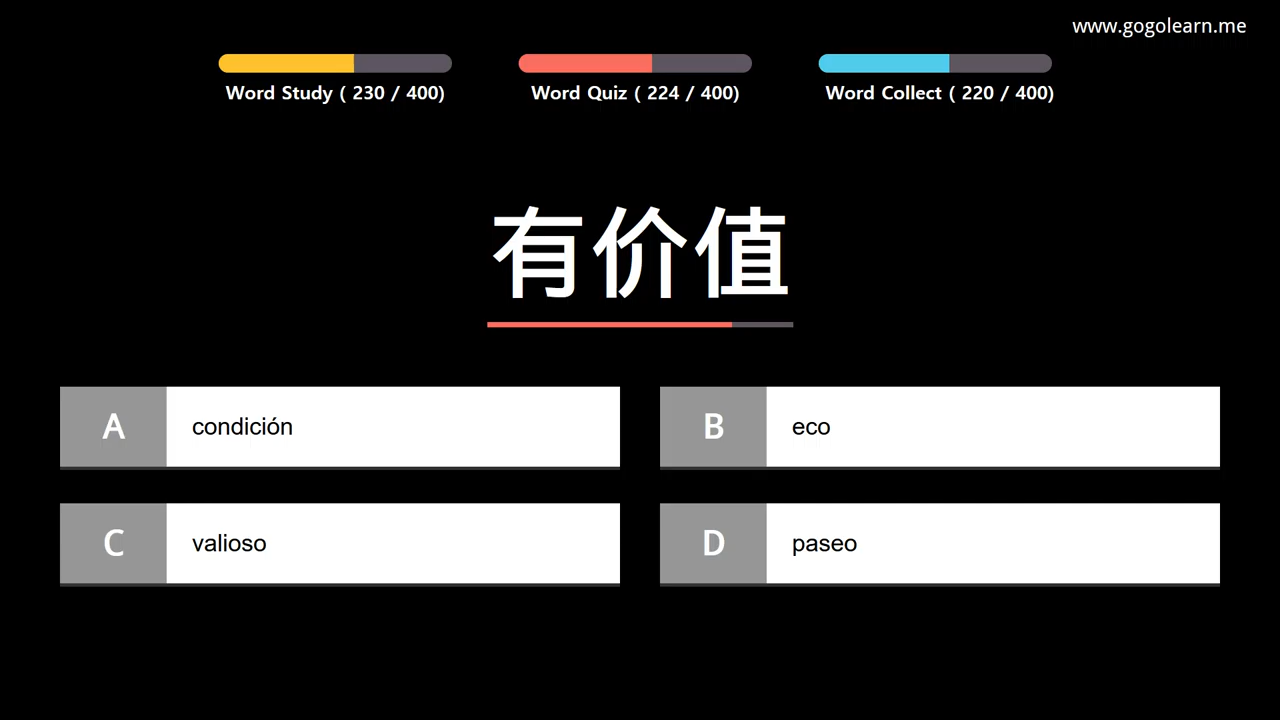 www.gogolearn.me
Word Study ( 230 / 400)
Word Quiz ( 224 / 400)
Word Collect ( 220 / 400)
有价值
A condición
B eco
C valioso
D paseo